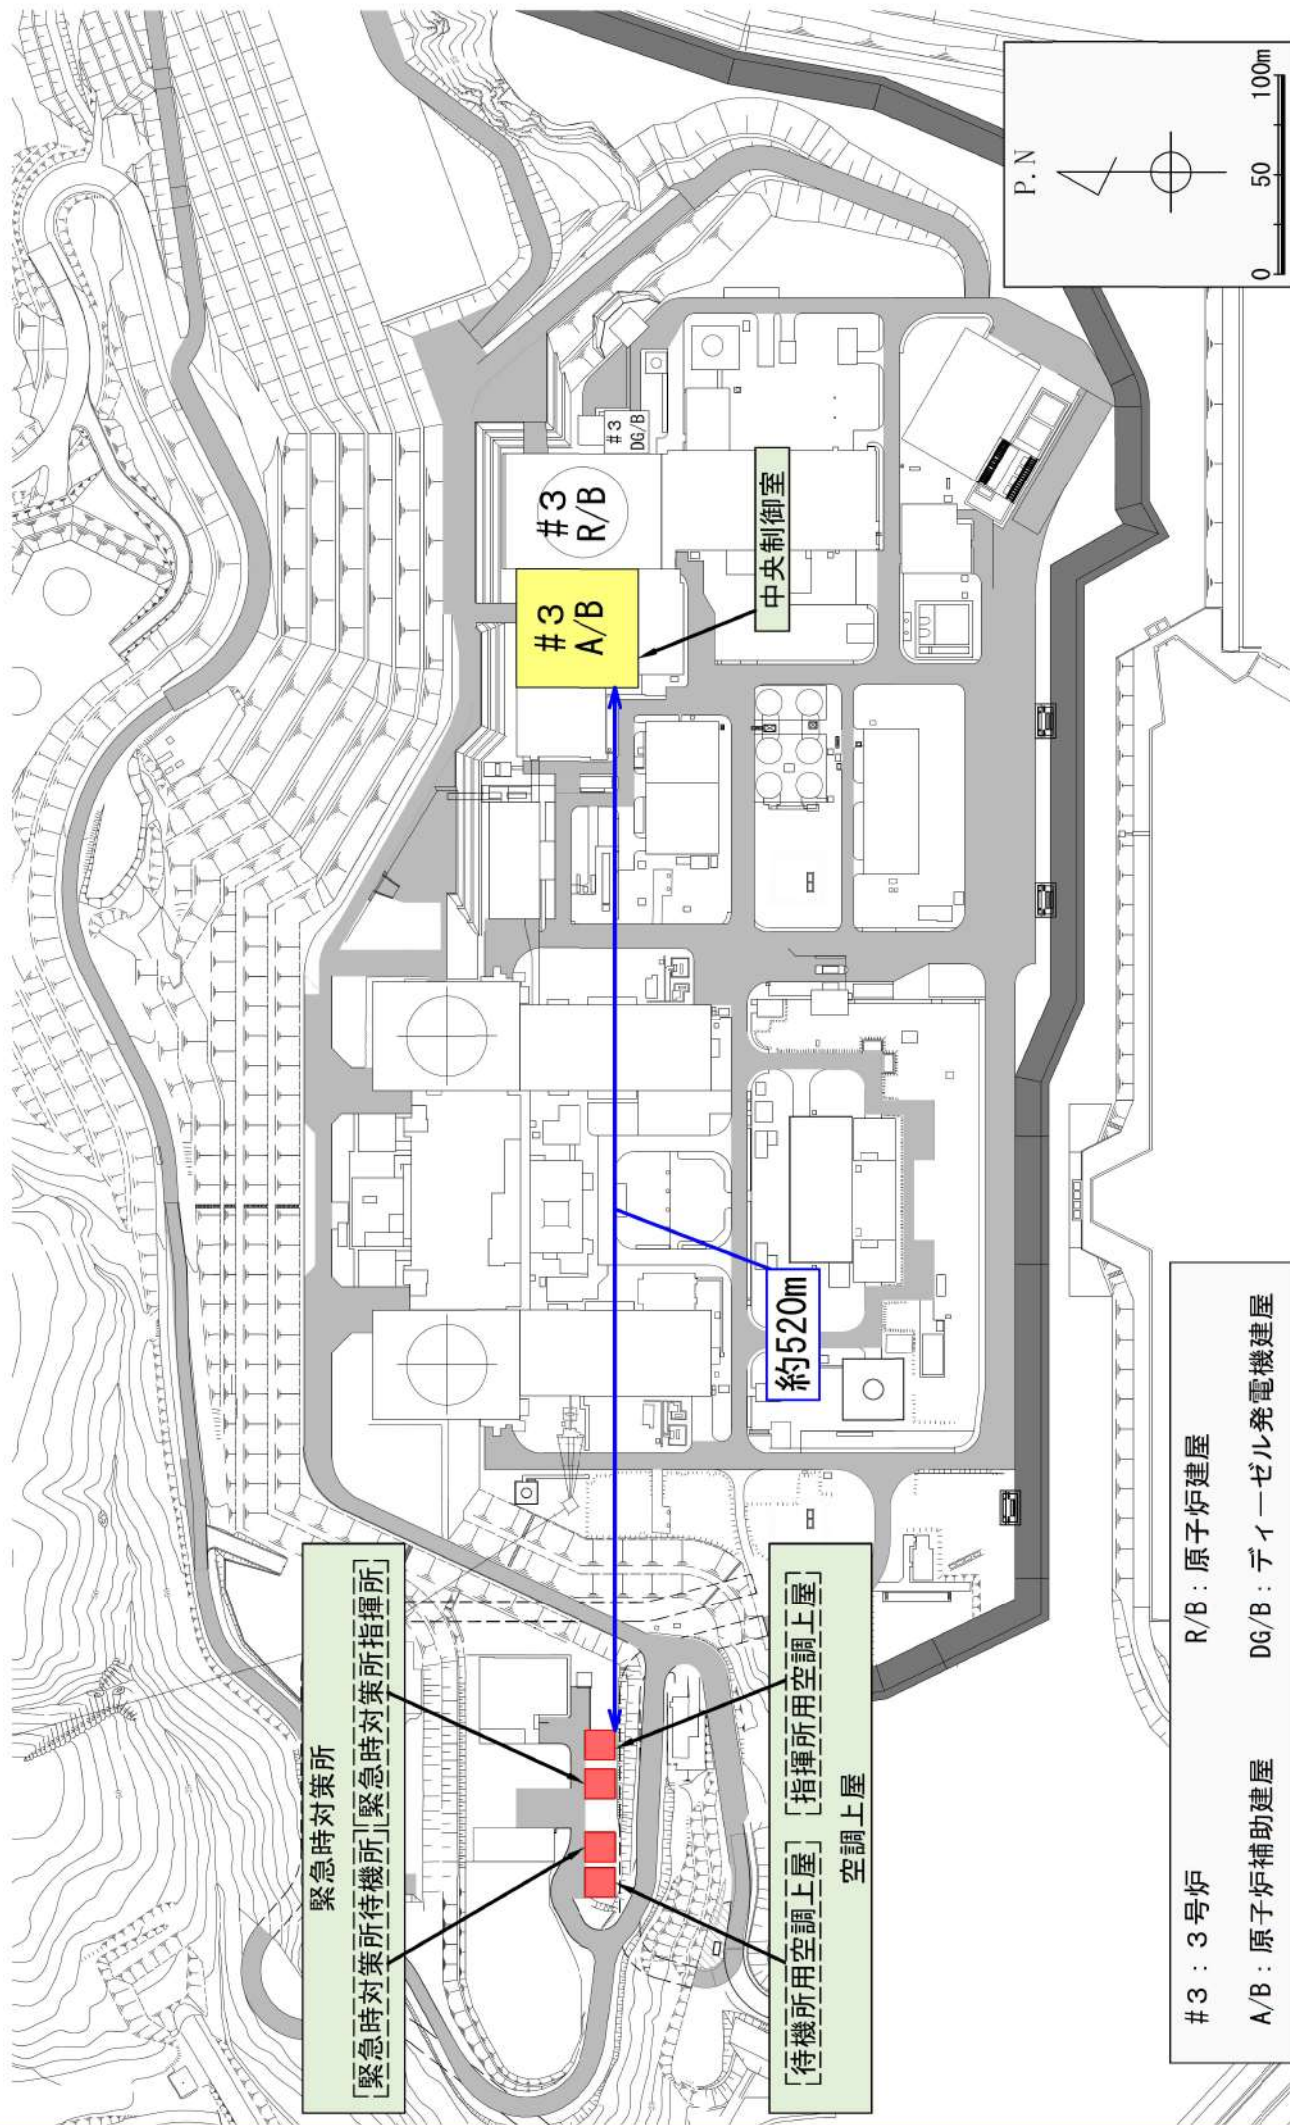 緊急時対策所
[緊急時対策所待機所] [緊急時対策所指揮所]
#3
A/B
#3
R/B
#3
DG/B
中央制御室
約520m
[待機所用空調上屋] [指揮所用空調上屋]
空調上屋
P.N
0 50 100m
#3：3号炉 R/B：原子炉建屋
A/B：原子炉補助建屋 DG/B：ディーゼル発電機建屋